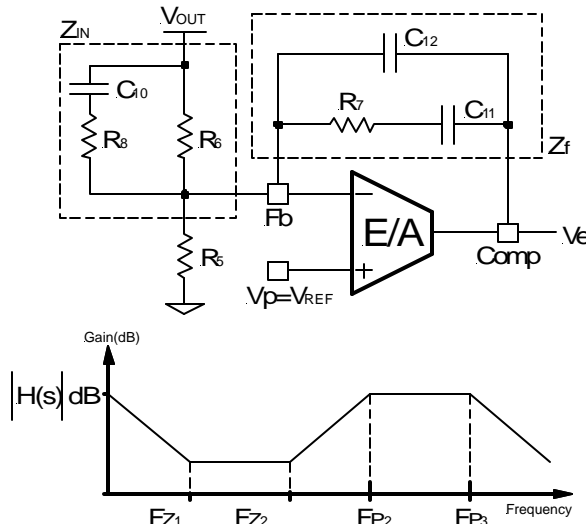 VOUT
ZIN
C10
C12
R8
R6
R7
C11
Zf
Fb
E/A
Ve
Comp
R5
Vp=VREF
Gain(dB)
|H(s)| dB
FZ1
FZ2
FP2
FP3
Frequency